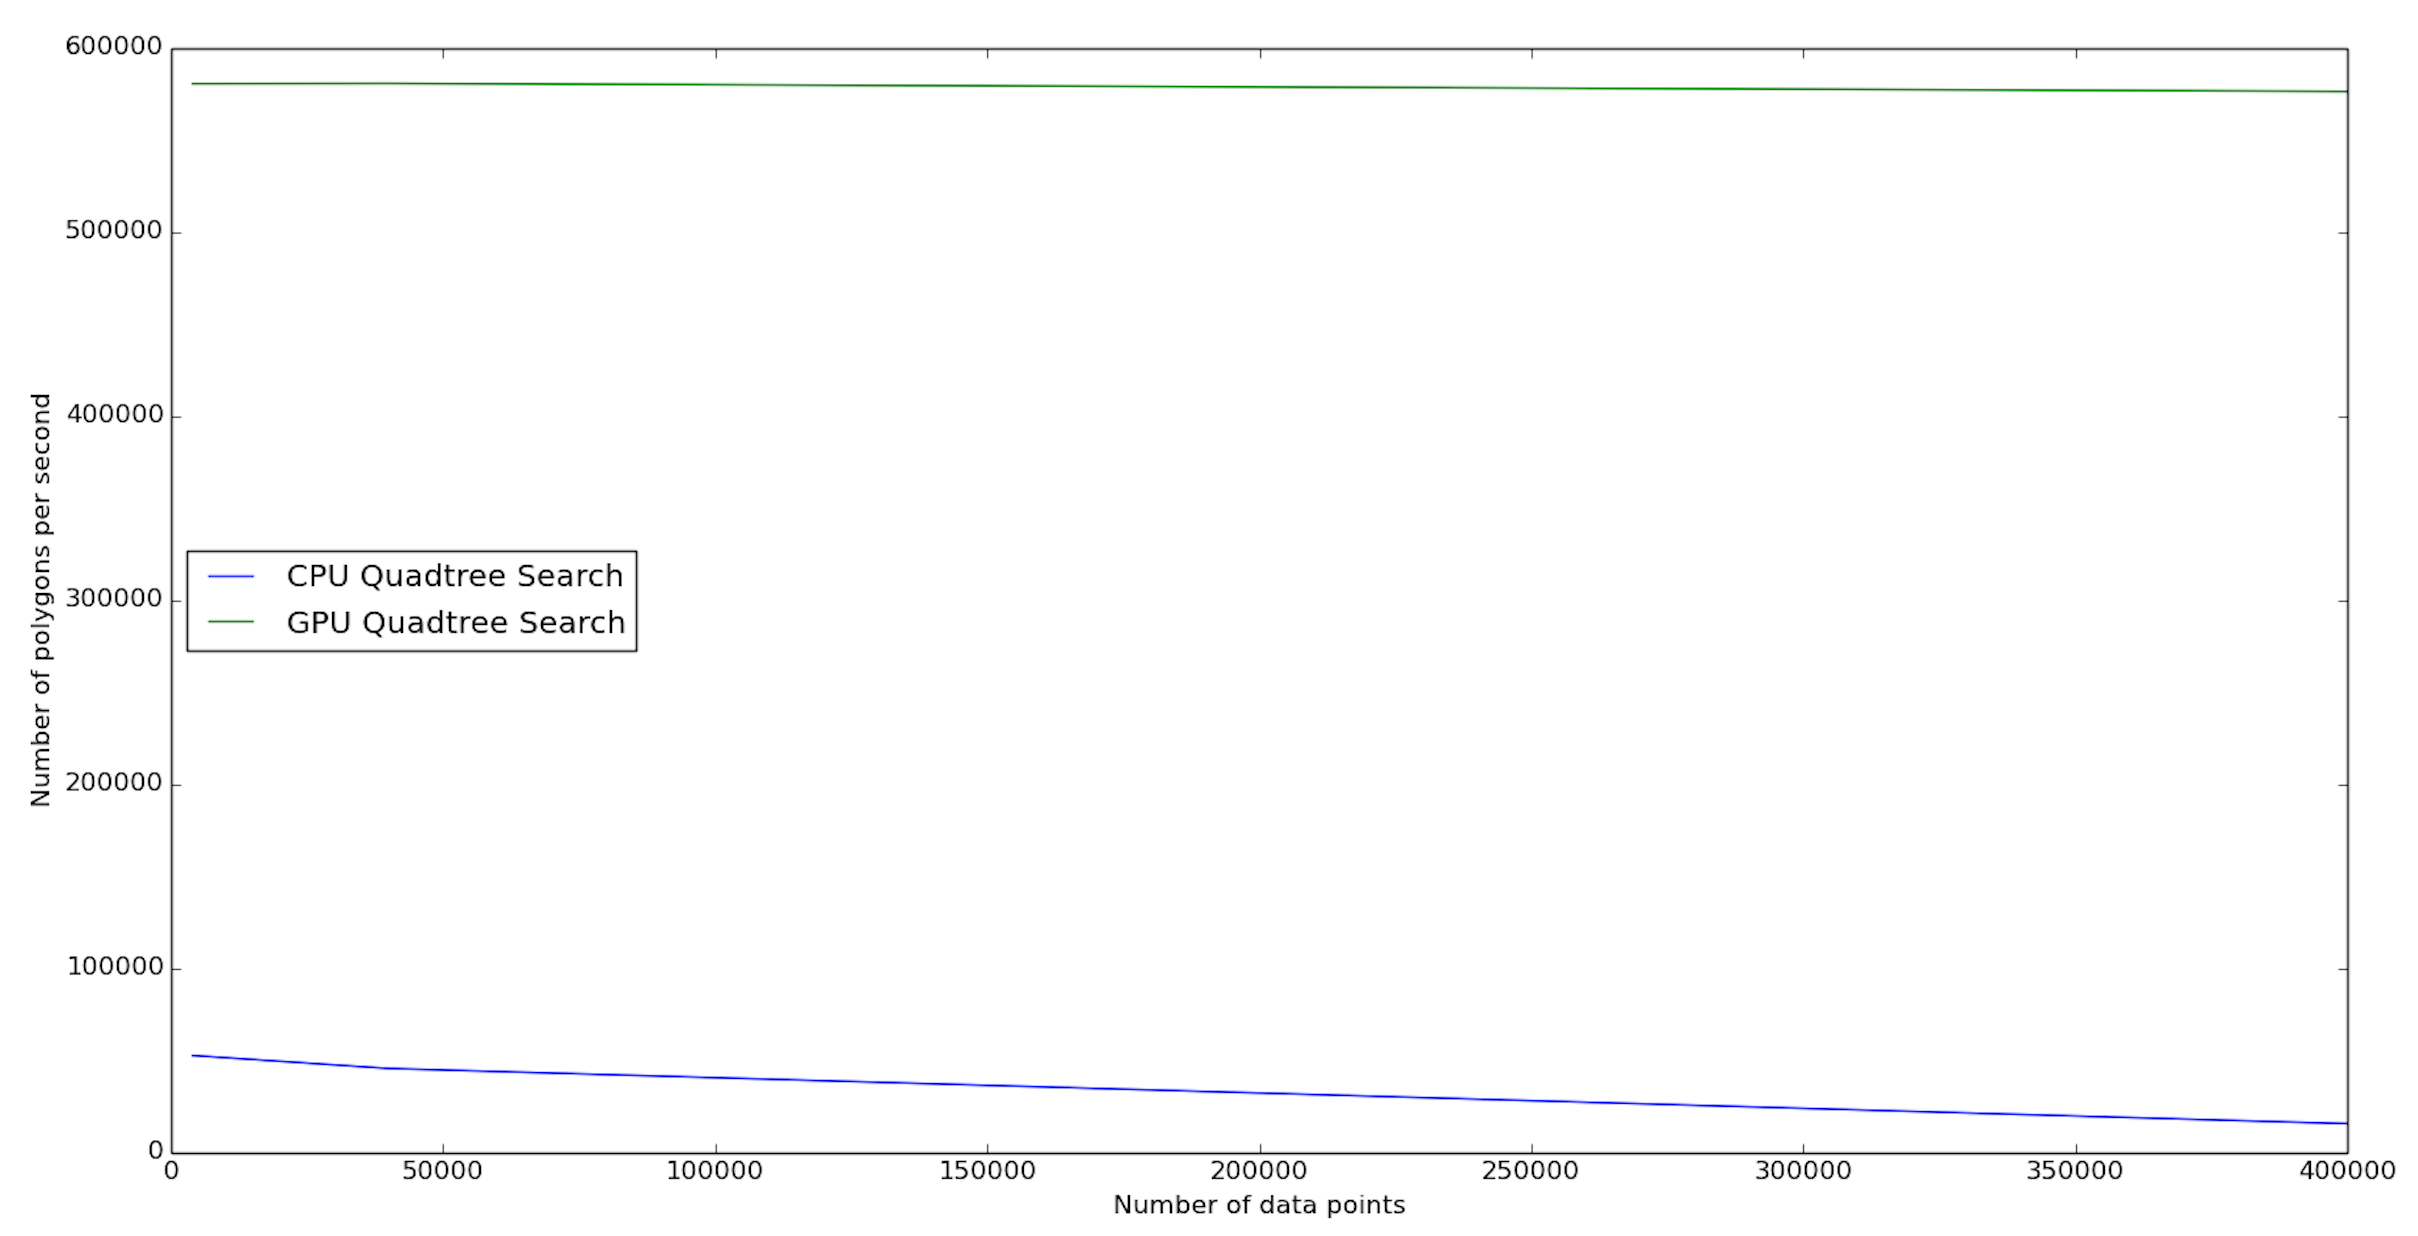 600000
500000
400000
300000
200000
100000
0
Number of polygons per second
CPU Quadtree Search
GPU Quadtree Search
0 50000 100000 150000 200000 250000 300000 350000 400000
Number of data points